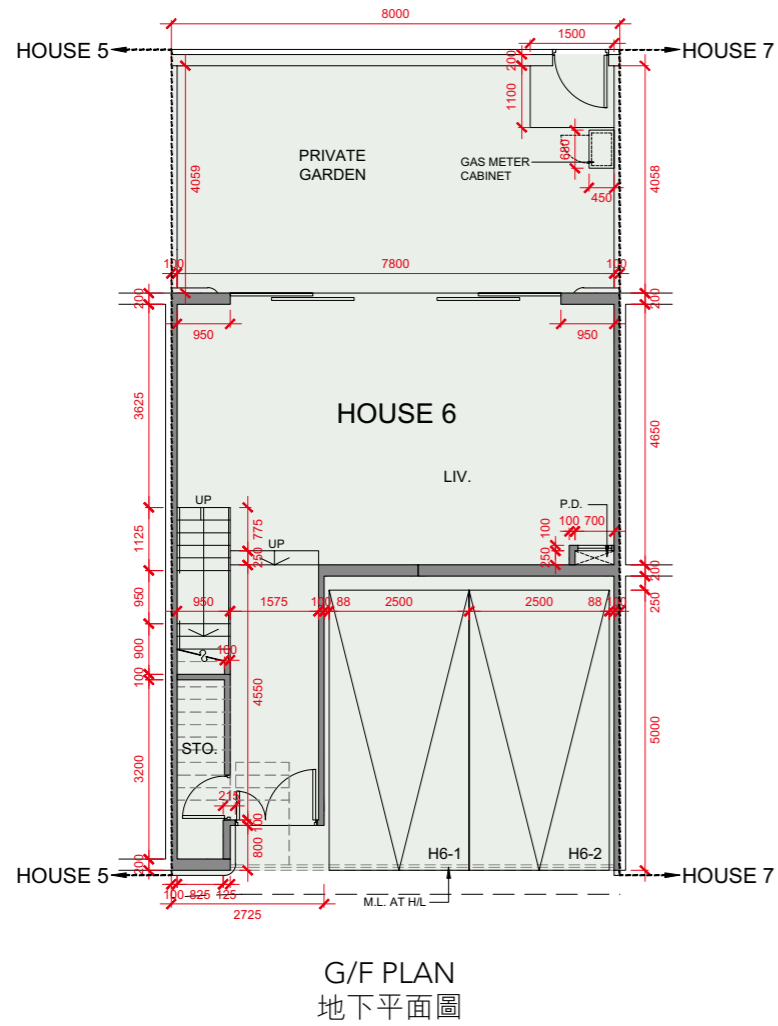 8000
HOUSE 5
HOUSE 7
1500
200
1100
PRIVATE
GARDEN
GAS METER
CABINET
680
450
4059
4058
100
7800
100
200
200
950
950
3625
HOUSE 6
4650
LIV.
UP
P.D.
775
100
100 700
UP
250
250
1125
200
950
950
1575
100
88
2500
2500
88
100
250
900
100
100
4550
5000
STO.
3200
215
100
800
H6-1
H6-2
200
HOUSE 5
HOUSE 7
100
825
125
M.L. AT H/L
2725
G/F PLAN
地下平面圖